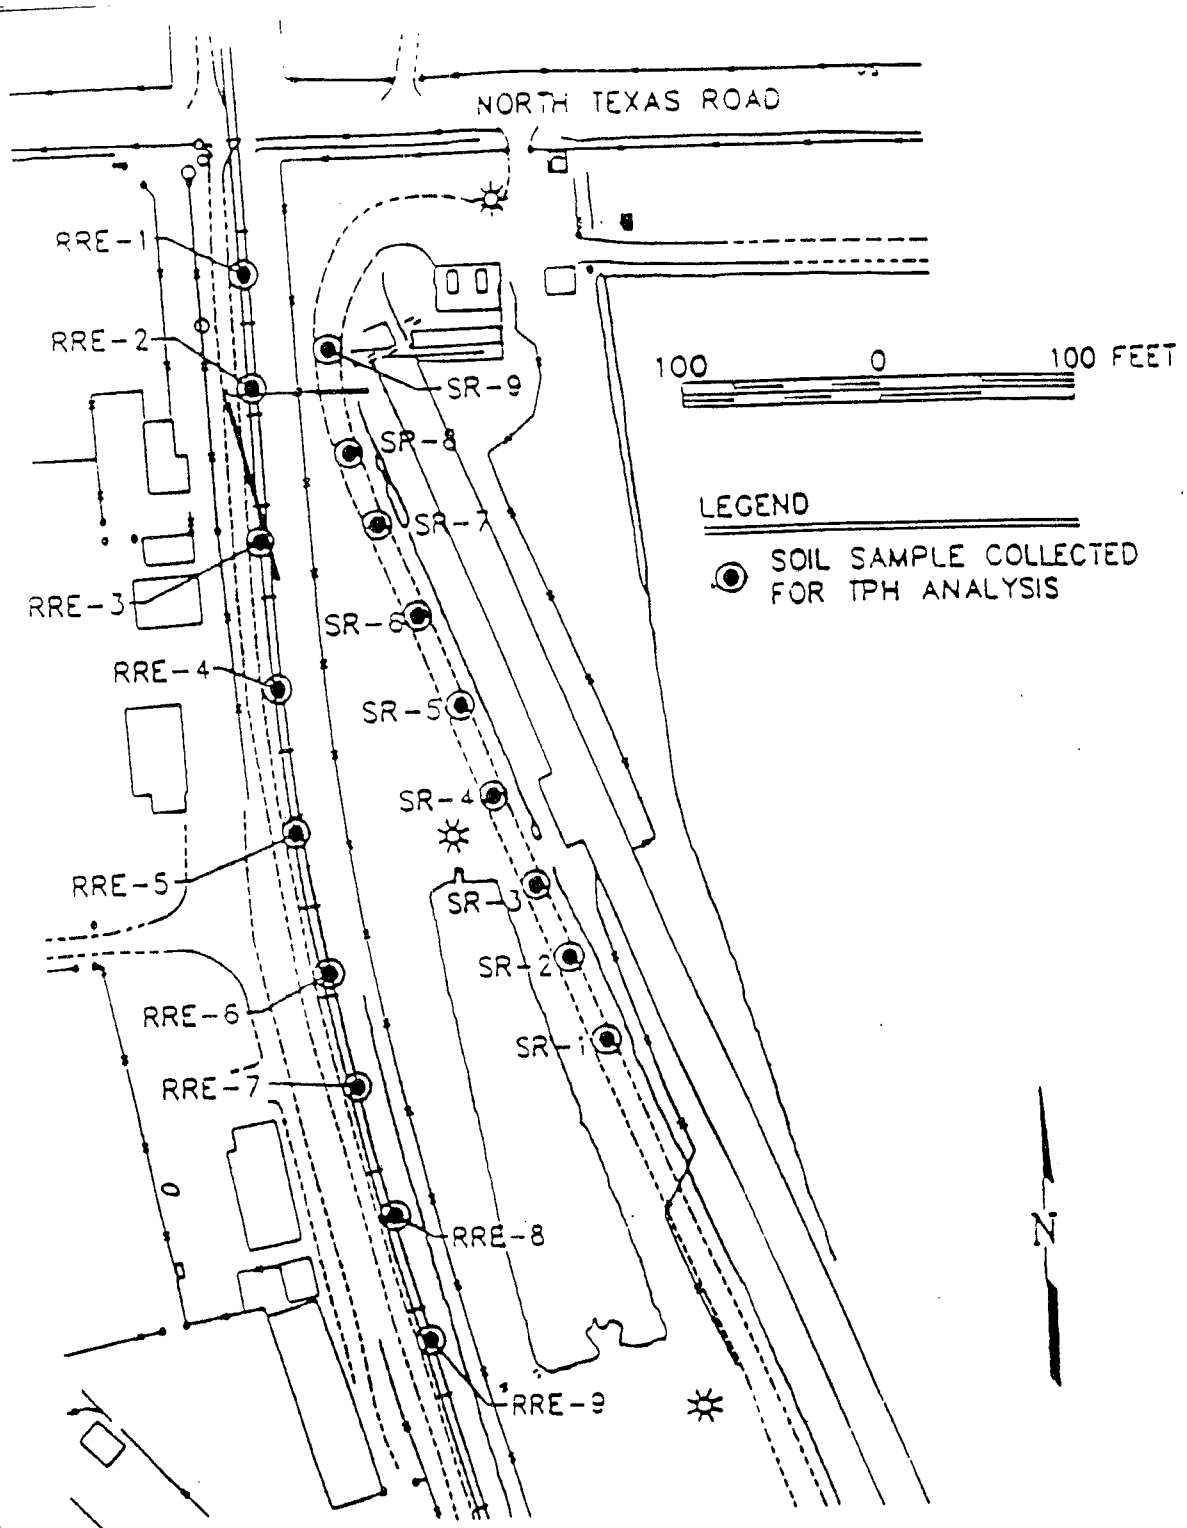 NORTH TEXAS ROAD
RRE-1
RRE-2
SR-9
100 0 100 FEET
SR-8
SR-7
LEGEND
SOIL SAMPLE COLLECTED
FOR TPH ANALYSIS
RRE-3
SR-6
RRE-4
SR-5
SR-4
RRE-5
SR-3
SR-2
RRE-6
SR-1
RRE-7
RRE-8
N
RRE-9